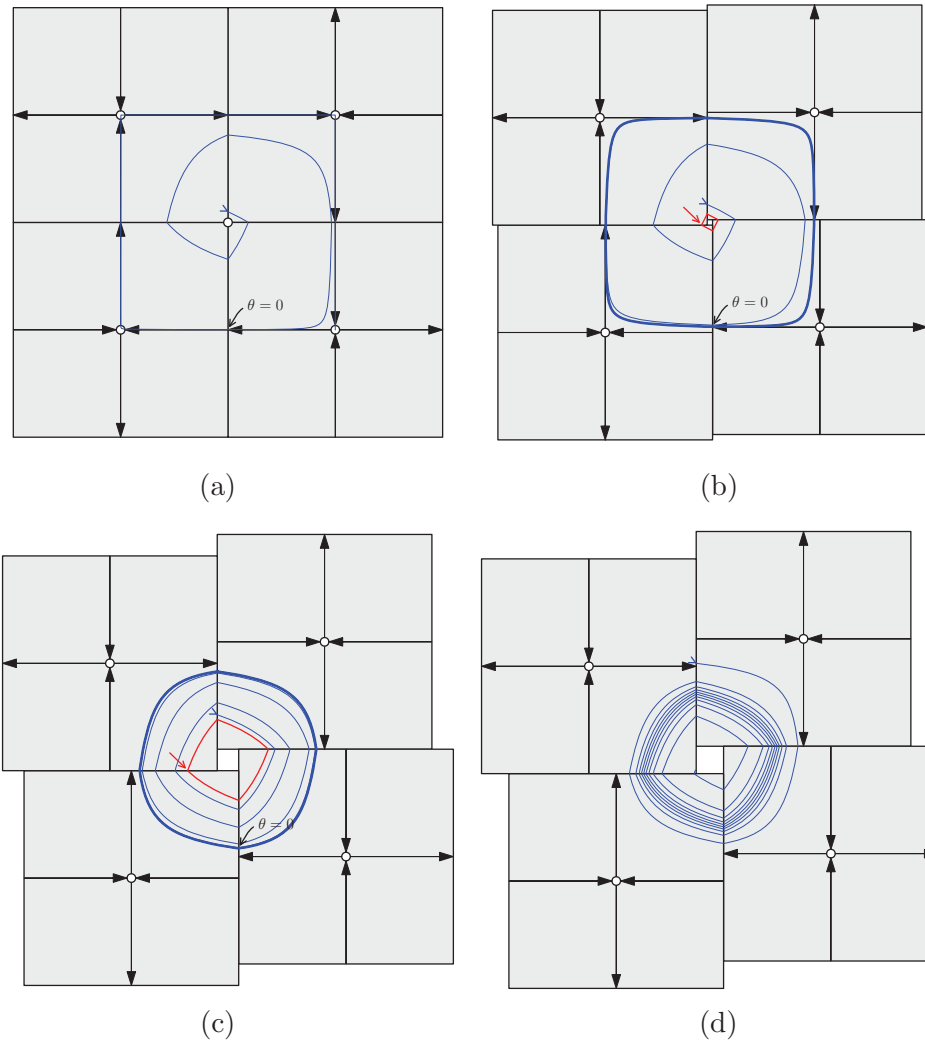 θ = 0
(a)
θ = 0
(b)
θ = 0
(c)
(d)